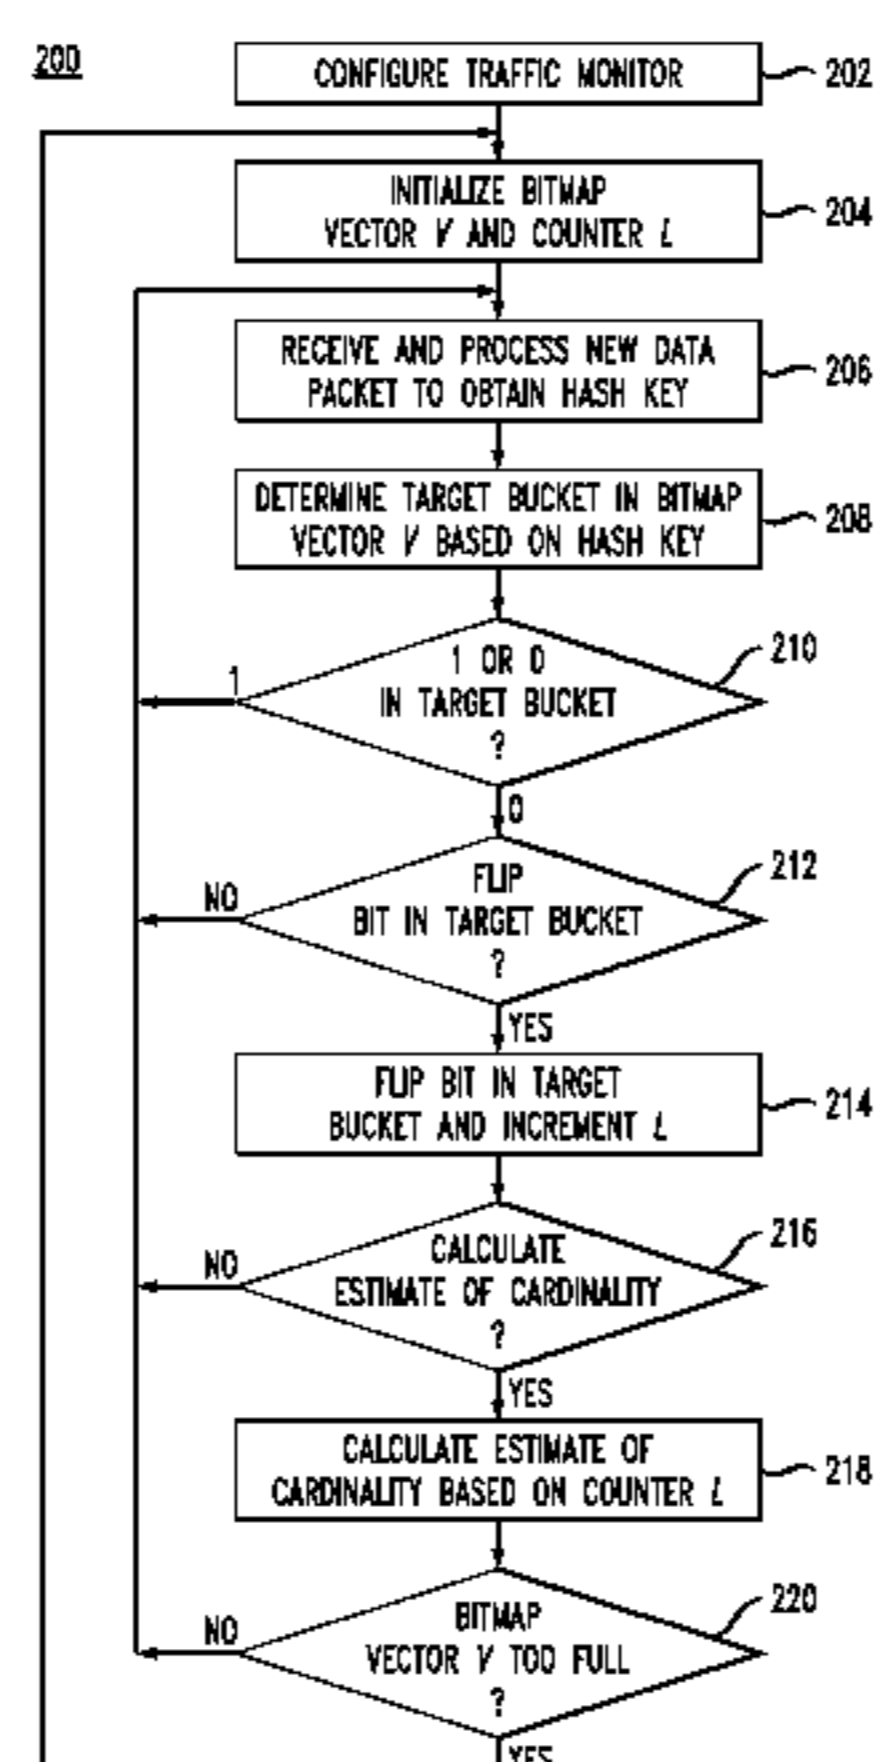 200
CONFIGURE TRAFFIC MONITOR
202
INITIALIZE BITMAP
VECTOR V AND COUNTER L
204
RECEIVE AND PROCESS NEW DATA
PACKET TO OBTAIN HASH KEY
206
DETERMINE TARGET BUCKET IN BITMAP
VECTOR V BASED ON HASH KEY
208
1 OR 0
IN TARGET BUCKET
?
210
1
0
FLIP
BIT IN TARGET BUCKET
?
212
NO
YES
FLIP BIT IN TARGET
BUCKET AND INCREMENT L
214
CALCULATE
ESTIMATE OF CARDINALITY
?
216
NO
YES
CALCULATE ESTIMATE OF
CARDINALITY BASED ON COUNTER L
218
BITMAP
VECTOR V TOO FULL
?
220
NO
YES